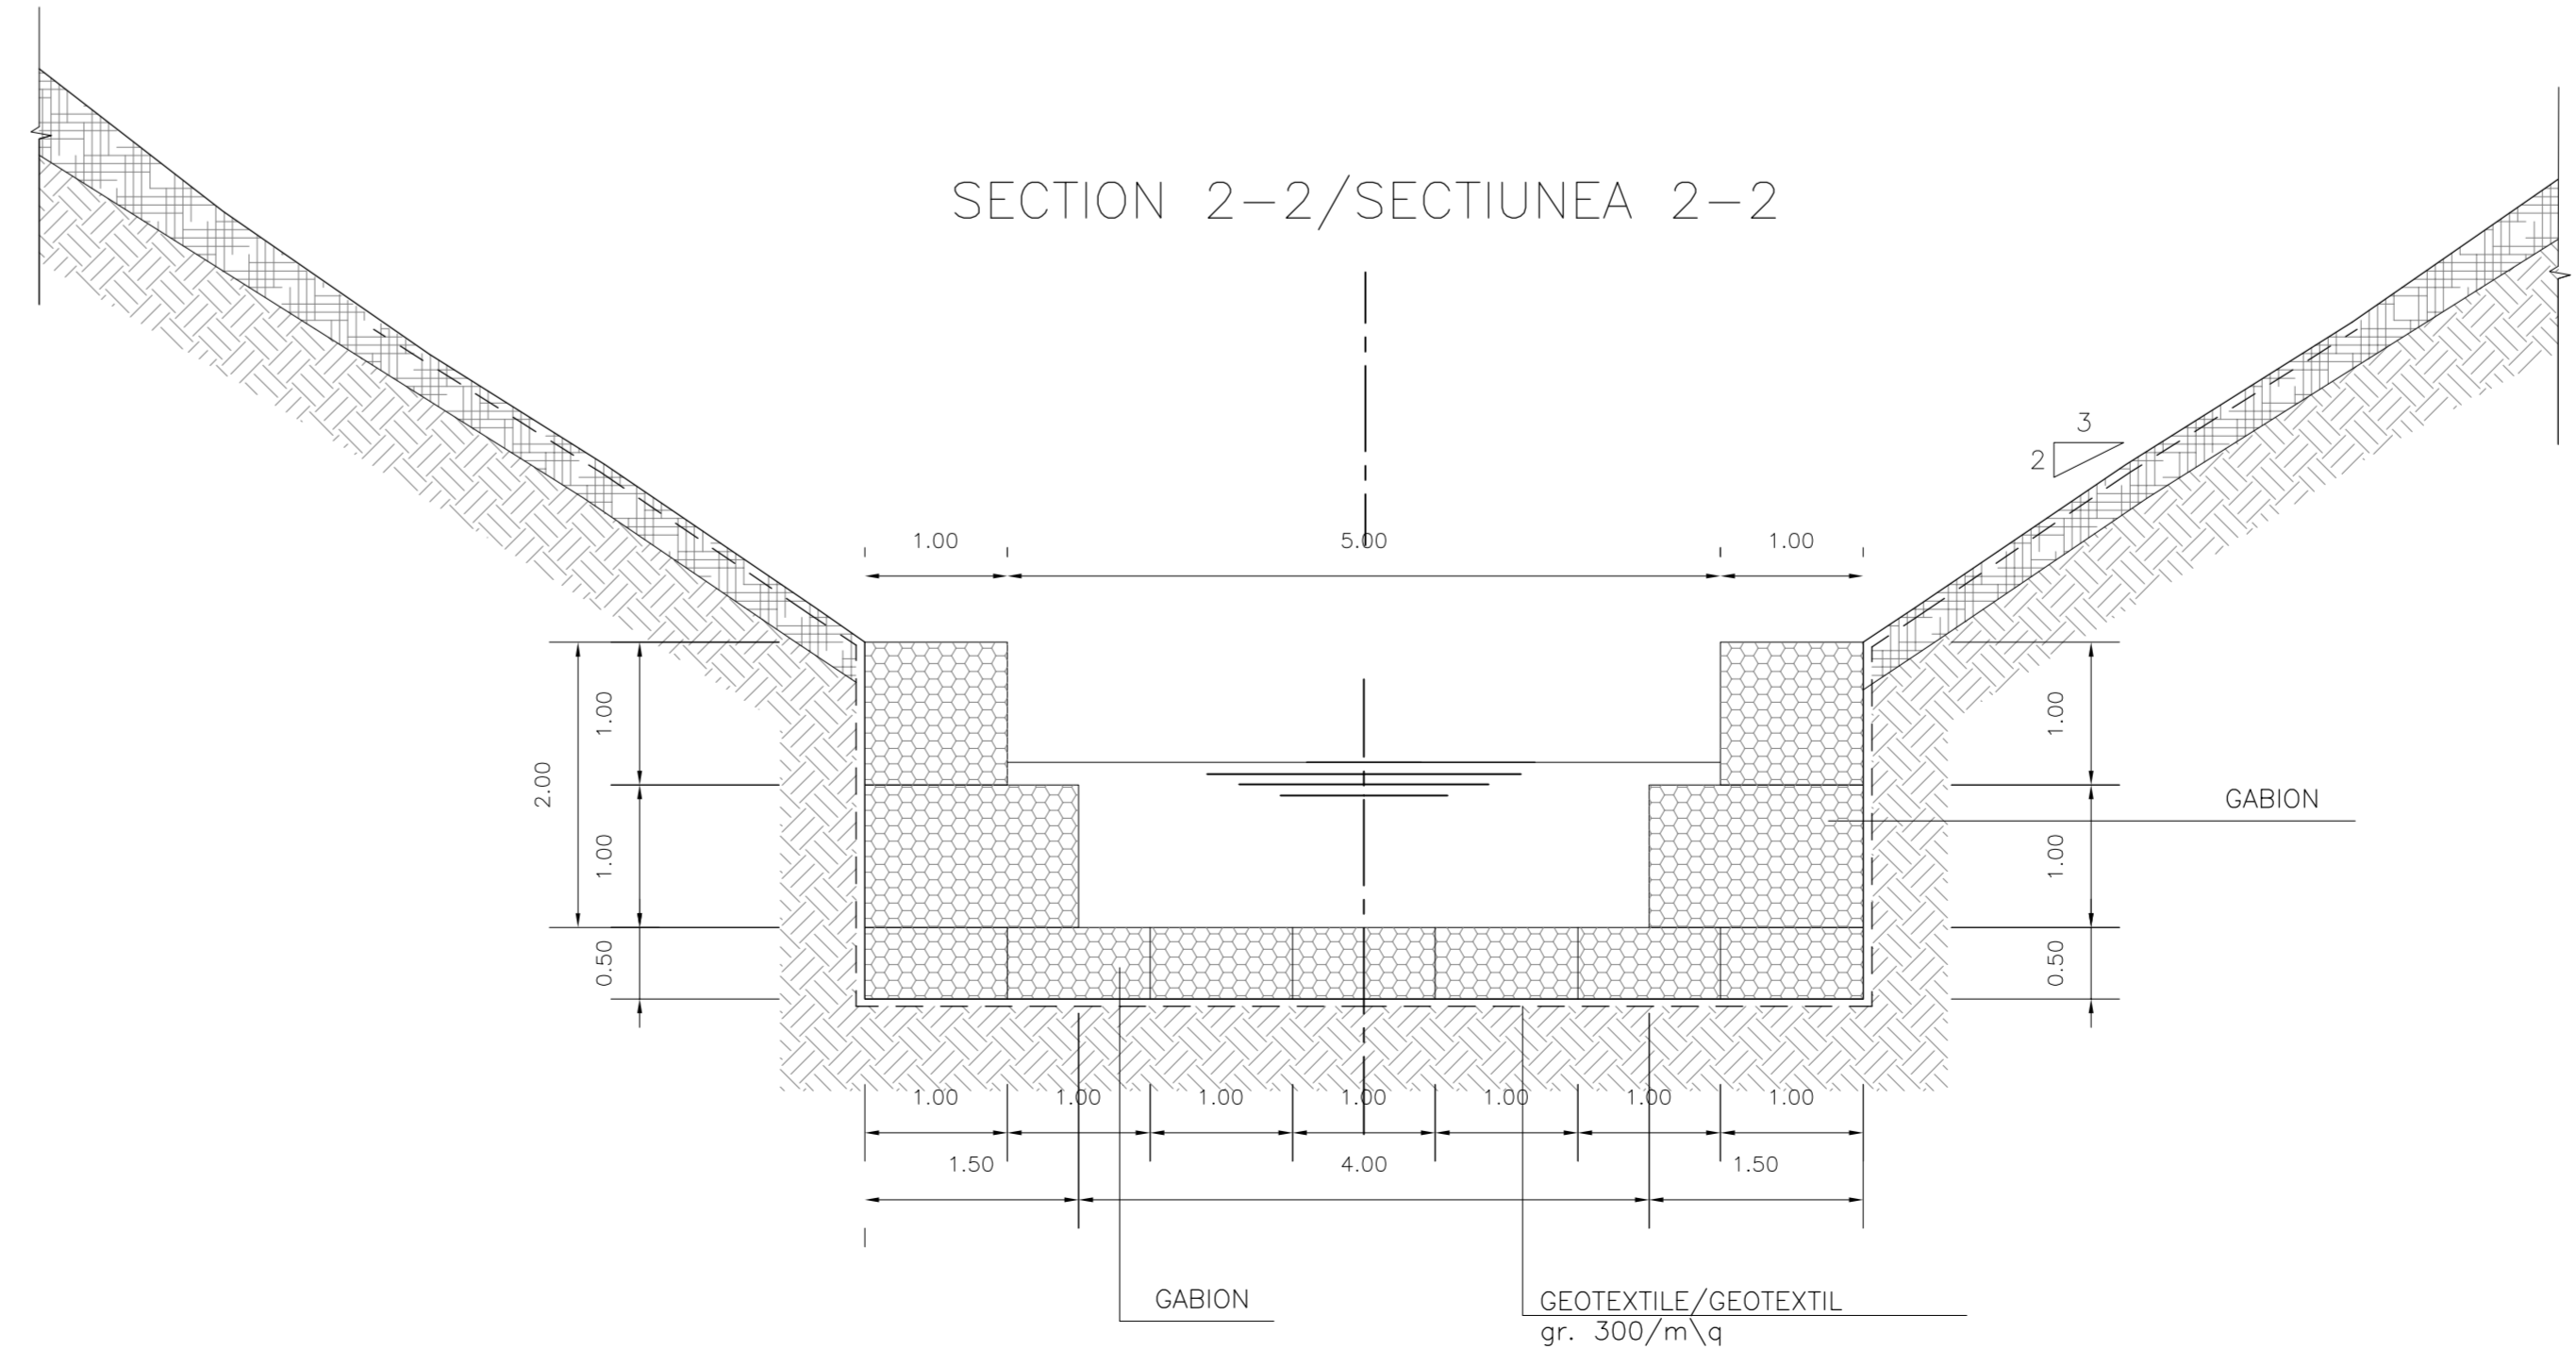 SECTION 2-2/SECTIUNEA 2-2
3
2
1.00 5.00 1.00
1.00
1.00
2.00
1.00
1.00
0.50
0.50
GABION
1.00 1.00 1.00 1.00 1.00 1.00 1.00
1.50 4.00 1.50
GABION
GEOTEXTILE/GEOTEXTIL
gr. 300/m\q